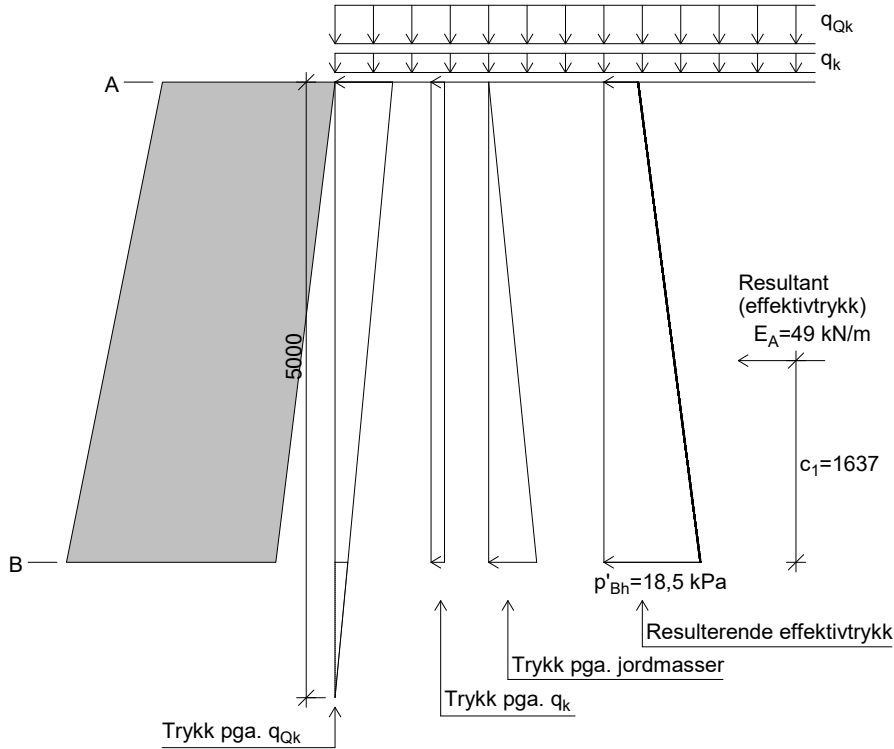 q_Qk
q_k
A
5000
Resultant
(effektivtrykk)
E_A=49 kN/m
c_1=1637
B
p'_Bh=18,5 kPa
Resulterende effektivtrykk
Trykk pga. jordmasser
Trykk pga. q_k
Trykk pga. q_Qk